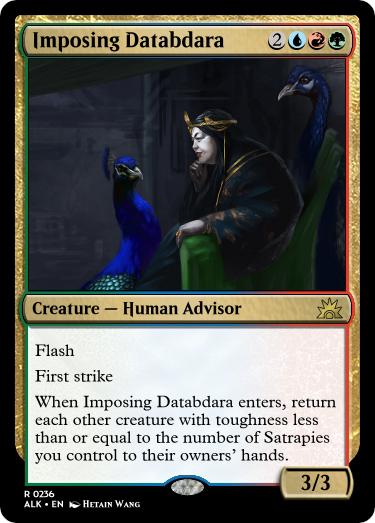 Imposing Databdara 2
Creature — Human Advisor
Flash
First strike
When Imposing Databdara enters, return
each other creature with toughness less
than or equal to the number of Satrapies
you control to their owners' hands.
3/3
R 0236
ALK • EN Hetain Wang